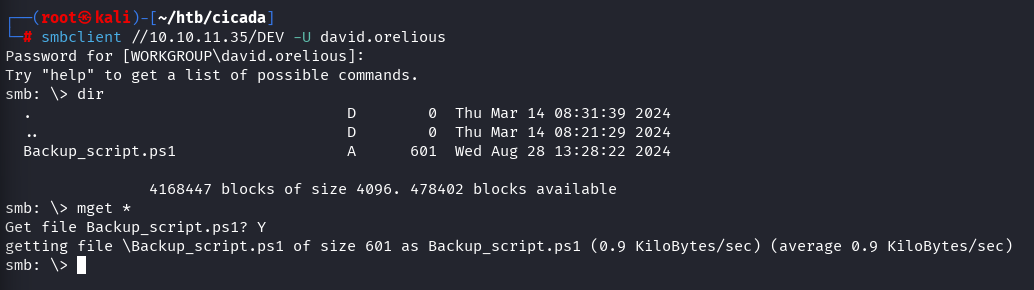 ┌──(root㉿kali)-[~/htb/cicada]
└─# smbclient //10.10.11.35/DEV -U david.orelious
Password for [WORKGROUP\david.orelious]:
Try "help" to get a list of possible commands.
smb: \> dir
  .                                   D        0  Thu Mar 14 08:31:39 2024
  ..                                  D        0  Thu Mar 14 08:21:29 2024
  Backup_script.ps1                   A      601  Wed Aug 28 13:28:22 2024
                4168447 blocks of size 4096. 478402 blocks available
smb: \> mget *
Get file Backup_script.ps1? Y
getting file \Backup_script.ps1 of size 601 as Backup_script.ps1 (0.9 KiloBytes/sec) (average 0.9 KiloBytes/sec)
smb: \>